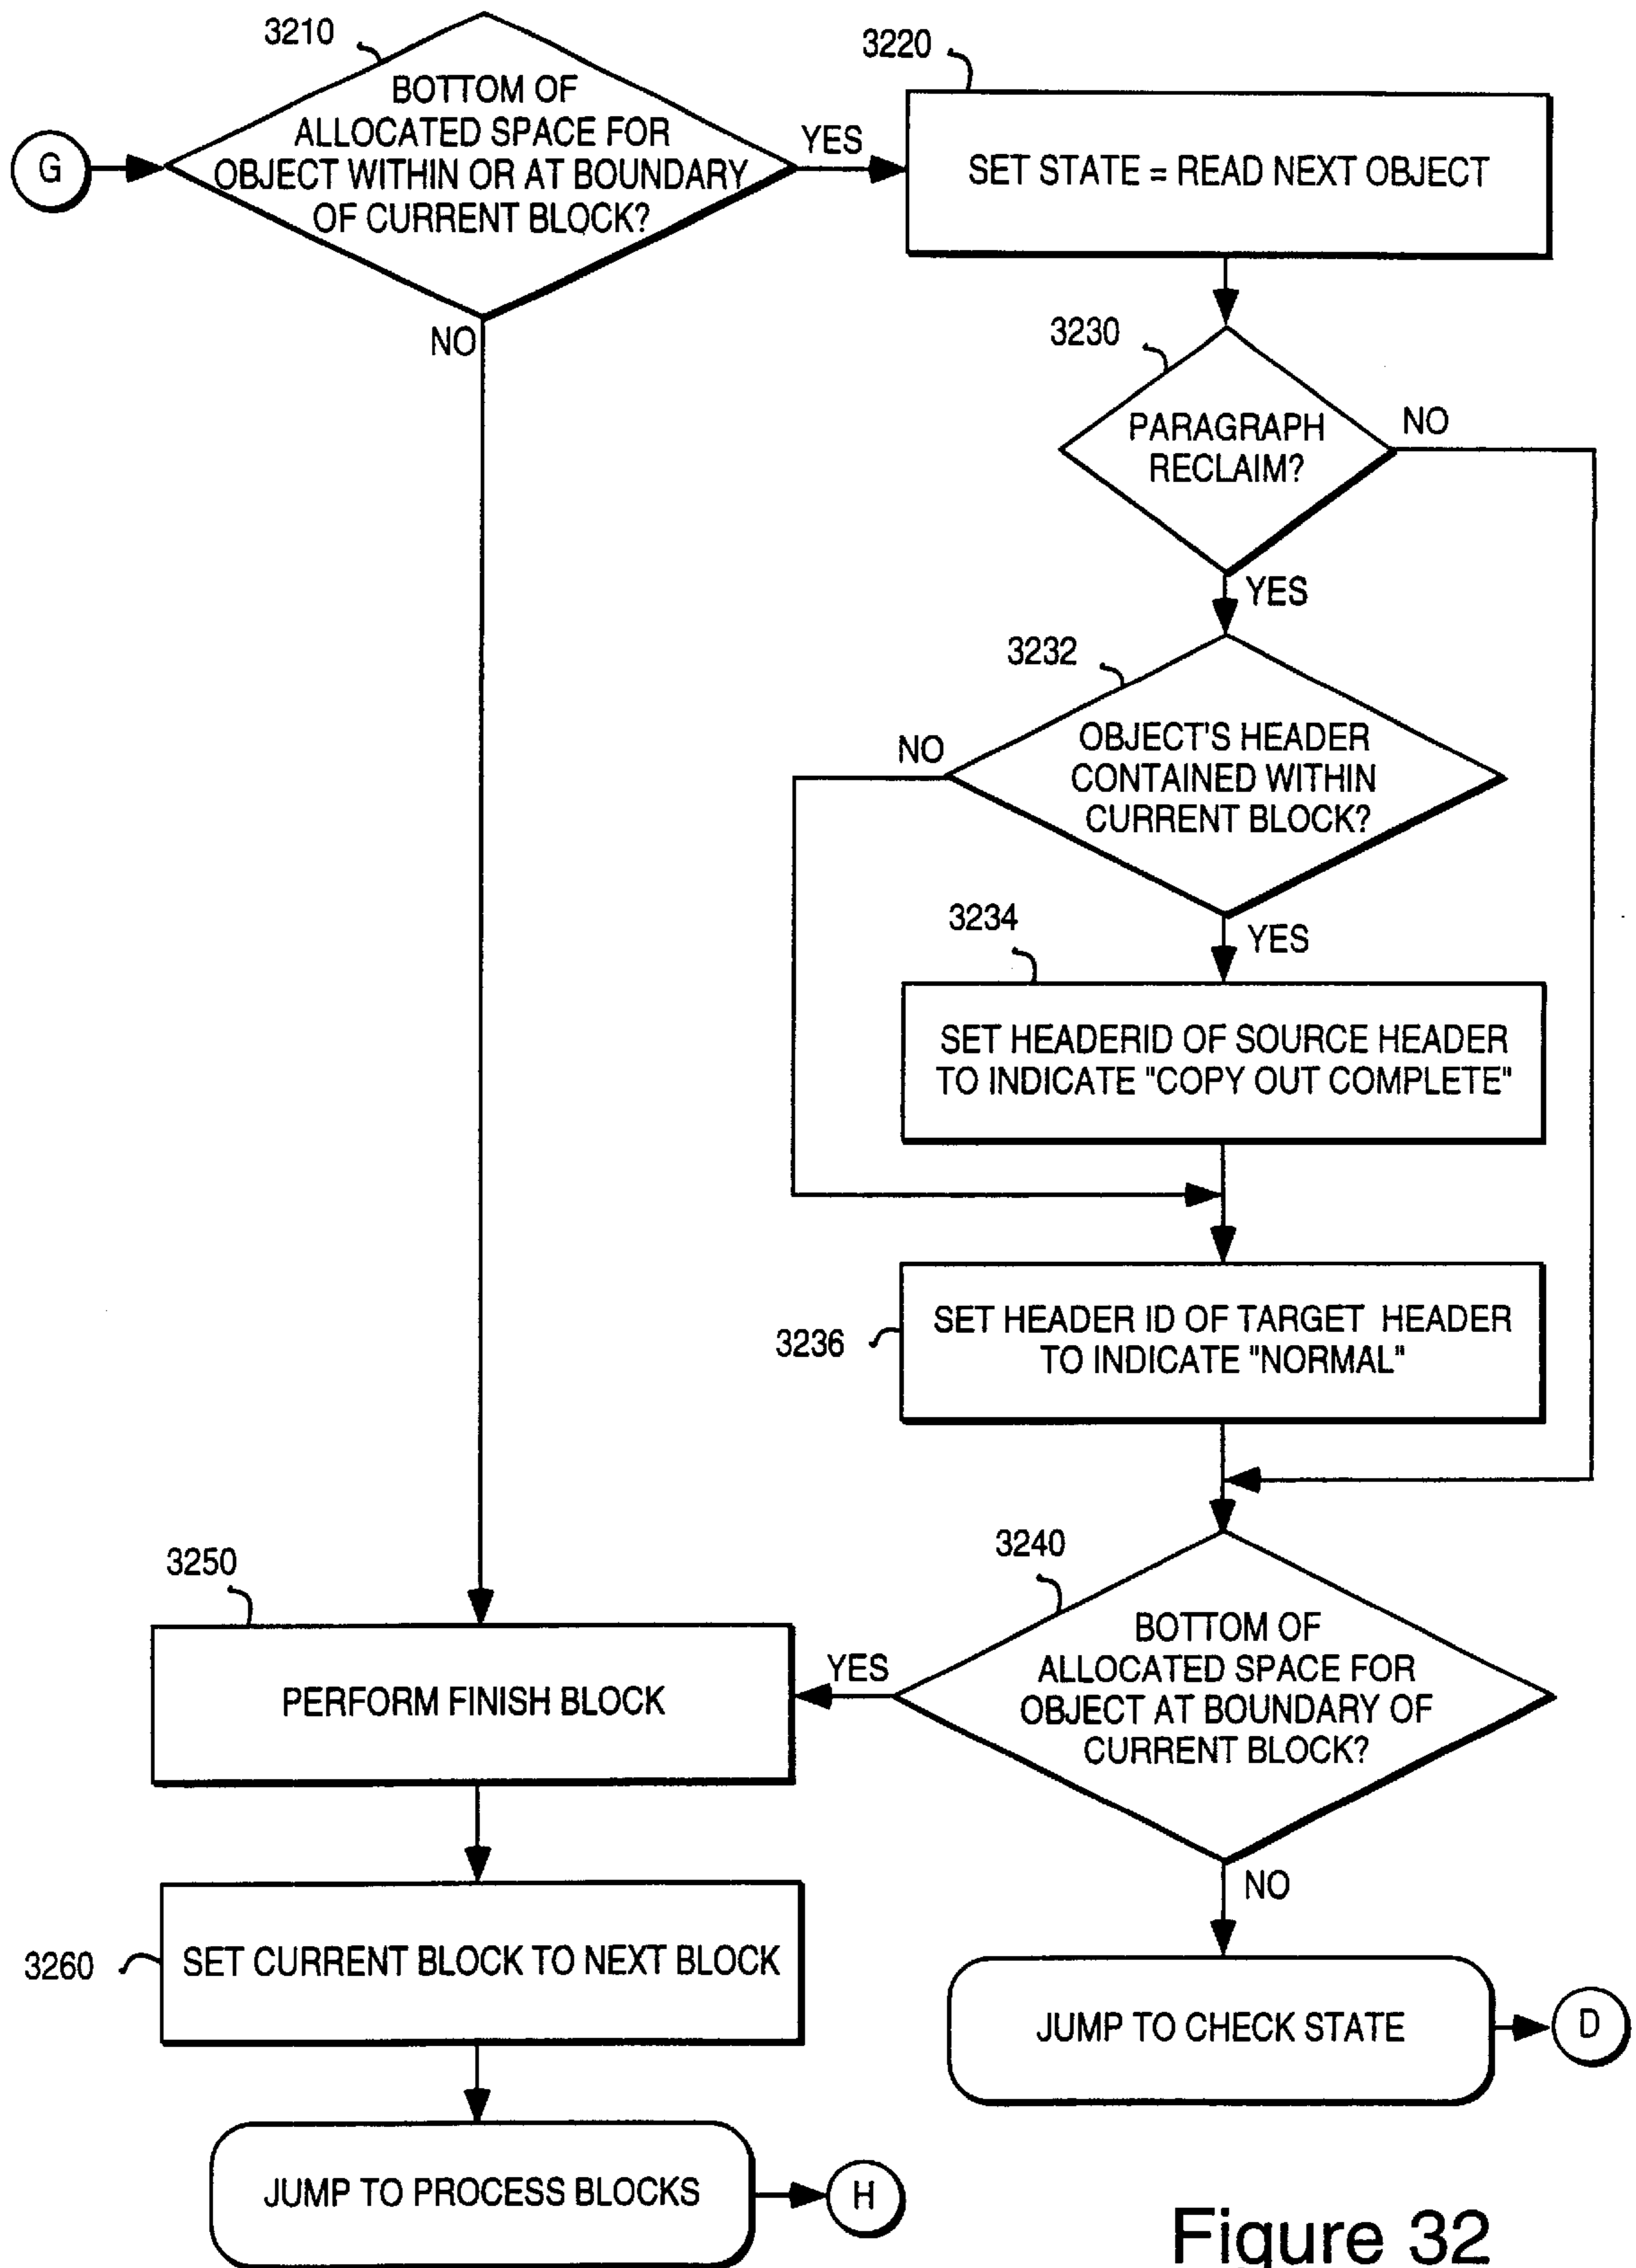 3210
BOTTOM OF
ALLOCATED SPACE FOR
OBJECT WITHIN OR AT BOUNDARY
OF CURRENT BLOCK?
G
YES
NO
3220
SET STATE = READ NEXT OBJECT
3230
PARAGRAPH
RECLAIM?
NO
YES
3232
OBJECT'S HEADER
CONTAINED WITHIN
CURRENT BLOCK?
NO
YES
3234
SET HEADERID OF SOURCE HEADER
TO INDICATE "COPY OUT COMPLETE"
3236
SET HEADER ID OF TARGET HEADER
TO INDICATE "NORMAL"
3240
BOTTOM OF
ALLOCATED SPACE FOR
OBJECT AT BOUNDARY OF
CURRENT BLOCK?
YES
NO
3250
PERFORM FINISH BLOCK
3260
SET CURRENT BLOCK TO NEXT BLOCK
JUMP TO CHECK STATE
D
JUMP TO PROCESS BLOCKS
H
Figure 32